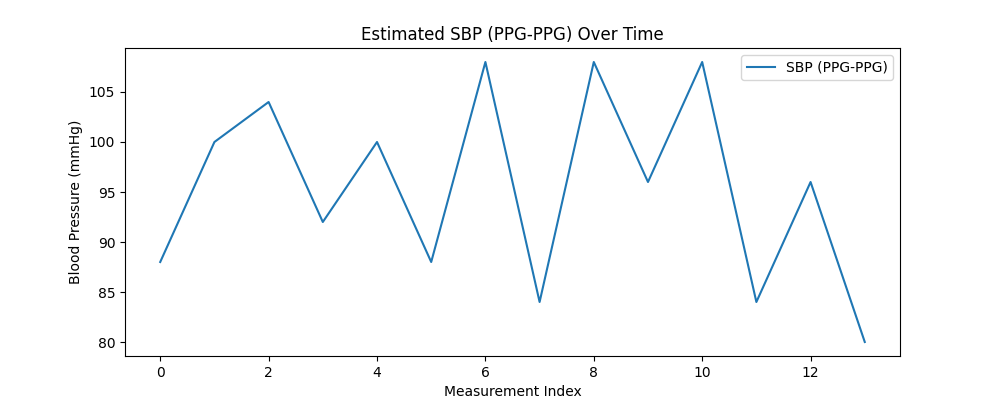 Estimated SBP (PPG-PPG) Over Time
SBP (PPG-PPG)
Blood Pressure (mmHg)
105
100
95
90
85
80
0 2 4 6 8 10 12
Measurement Index